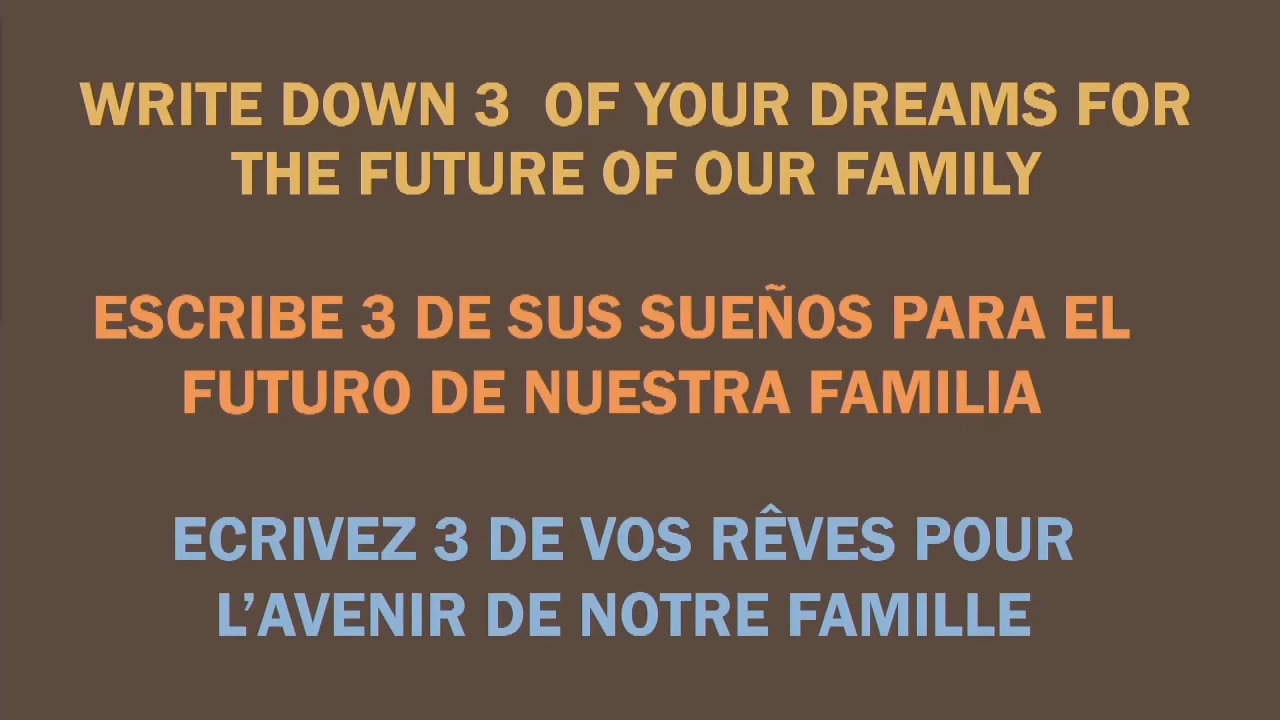 WRITE DOWN 3 OF YOUR DREAMS FOR
THE FUTURE OF OUR FAMILY
ESCRIBE 3 DE SUS SUEÑOS PARA EL
FUTURO DE NUESTRA FAMILIA
ECRIVEZ 3 DE VOS RÊVES POUR
L’AVENIR DE NOTRE FAMILLE